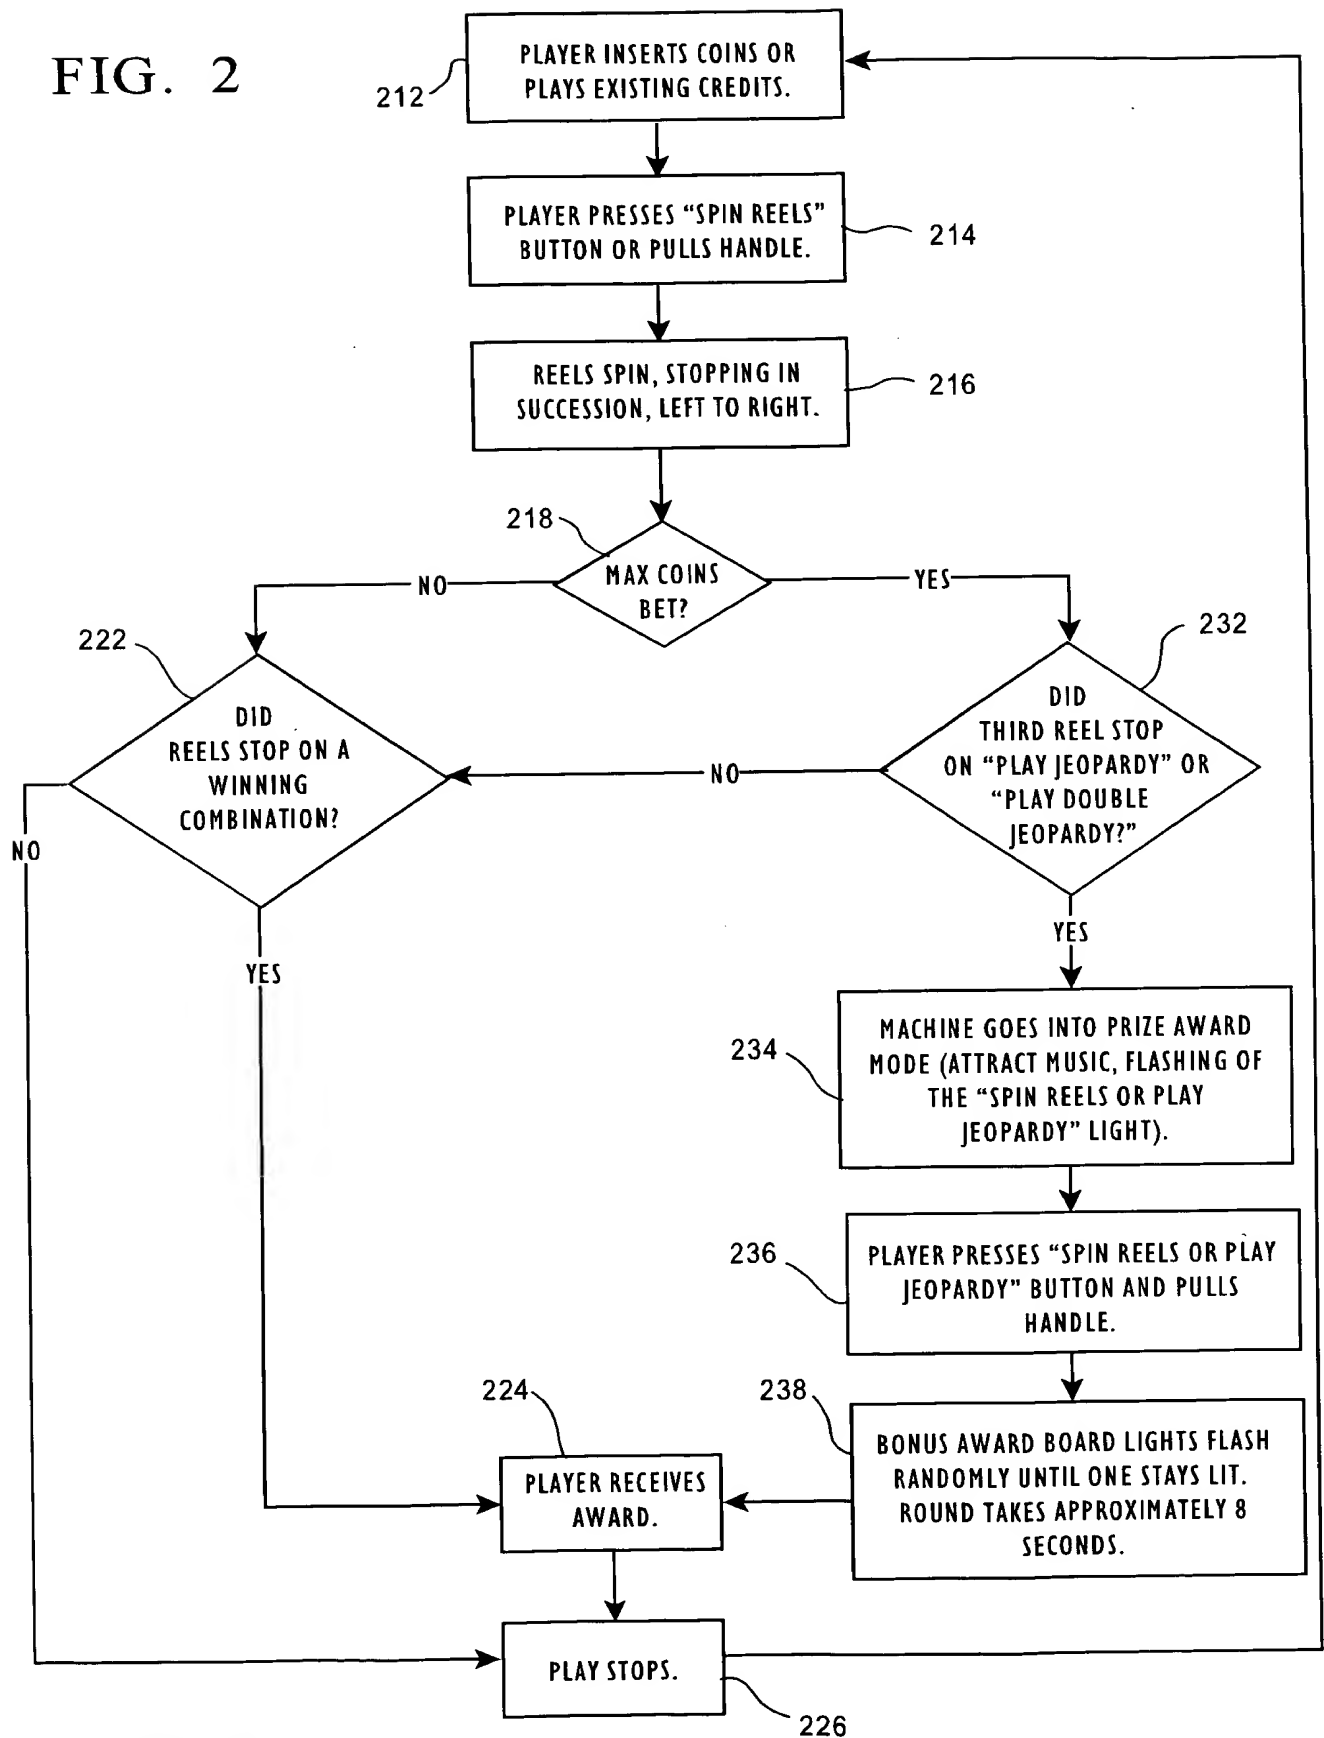 FIG. 2
PLAYER INSERTS COINS OR
PLAYS EXISTING CREDITS.
212
PLAYER PRESSES “SPIN REELS”
BUTTON OR PULLS HANDLE.
214
REELS SPIN, STOPPING IN
SUCCESSION, LEFT TO RIGHT.
216
218
MAX COINS
BET?
NO
YES
222
DID
REELS STOP ON A
WINNING
COMBINATION?
232
DID
THIRD REEL STOP
ON “PLAY JEOPARDY” OR
“PLAY DOUBLE
JEOPARDY?”
NO
NO
YES
YES
234
MACHINE GOES INTO PRIZE AWARD
MODE (ATTRACT MUSIC, FLASHING OF
THE “SPIN REELS OR PLAY
JEOPARDY” LIGHT).
236
PLAYER PRESSES “SPIN REELS OR PLAY
JEOPARDY” BUTTON AND PULLS
HANDLE.
238
BONUS AWARD BOARD LIGHTS FLASH
RANDOMLY UNTIL ONE STAYS LIT.
ROUND TAKES APPROXIMATELY 8
SECONDS.
224
PLAYER RECEIVES
AWARD.
PLAY STOPS.
226